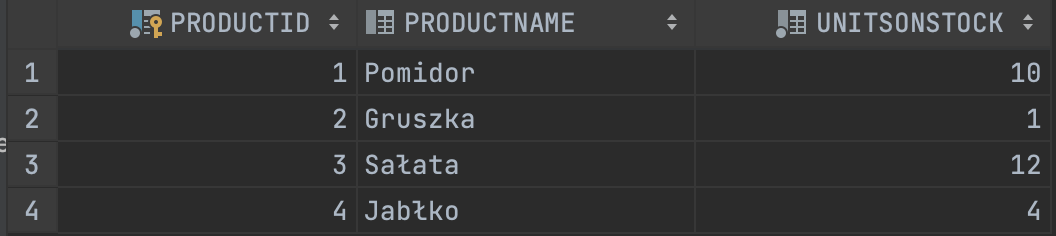 PRODUCTID PRODUCTNAME UNITSONSTOCK
1 1 Pomidor 10
2 2 Gruszka 1
3 3 Sałata 12
4 4 Jabłko 4